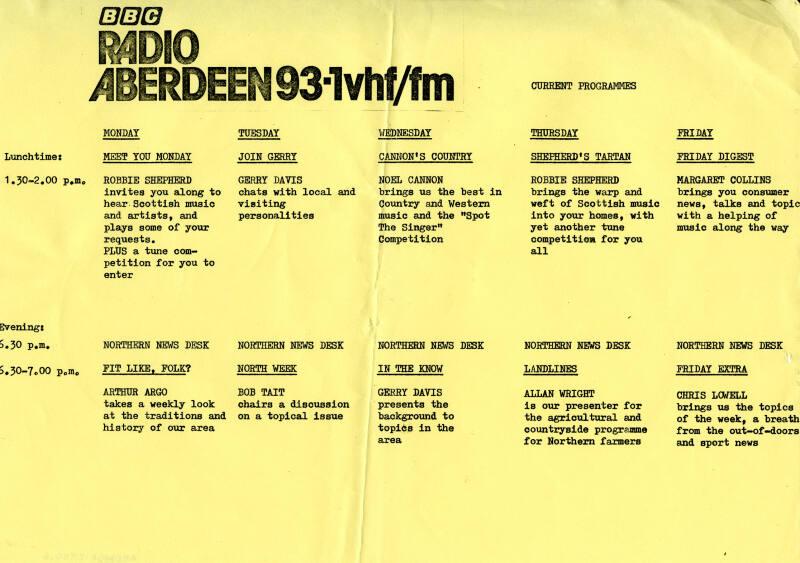 BBC
RADIO
ABERDEEN 93·1vhf/fm
CURRENT PROGRAMMES
MONDAY TUESDAY WEDNESDAY THURSDAY FRIDAY
Lunchtime: MEET YOU MONDAY JOIN GERRY CANNON'S COUNTRY SHEPHERD'S TARTAN FRIDAY DIGEST
1.30-2.00 p.m. ROBBIE SHEPHERD GERRY DAVIS NOEL CANNON ROBBIE SHEPHERD MARGARET COLLINS
invites you along to chats with local and brings us the best in brings the warp and brings you consumer
hear Scottish music visiting Country and Western weft of Scottish music news, talks and topic
and artists, and personalities music and the "Spot into your homes, with with a helping of
plays some of your The Singer" yet another tune music along the way
requests. Competition competition for you
PLUS a tune com- all
petition for you to
enter
Evening:
6.30 p.m. NORTHERN NEWS DESK NORTHERN NEWS DESK NORTHERN NEWS DESK NORTHERN NEWS DESK NORTHERN NEWS DESK
6.30-7.00 p.m. FIT LIKE, FOLK? NORTH WEEK IN THE KNOW LANDLINES FRIDAY EXTRA
ARTHUR ARGO BOB TAIT GERRY DAVIS ALLAN WRIGHT CHRIS LOWELL
takes a weekly look chairs a discussion presents the is our presenter for brings us the topics
at the traditions and on a topical issue background to the agricultural and of the week, a breath
history of our area topics in the countryside programme from the out-of-doors
area for Northern farmers and sport news